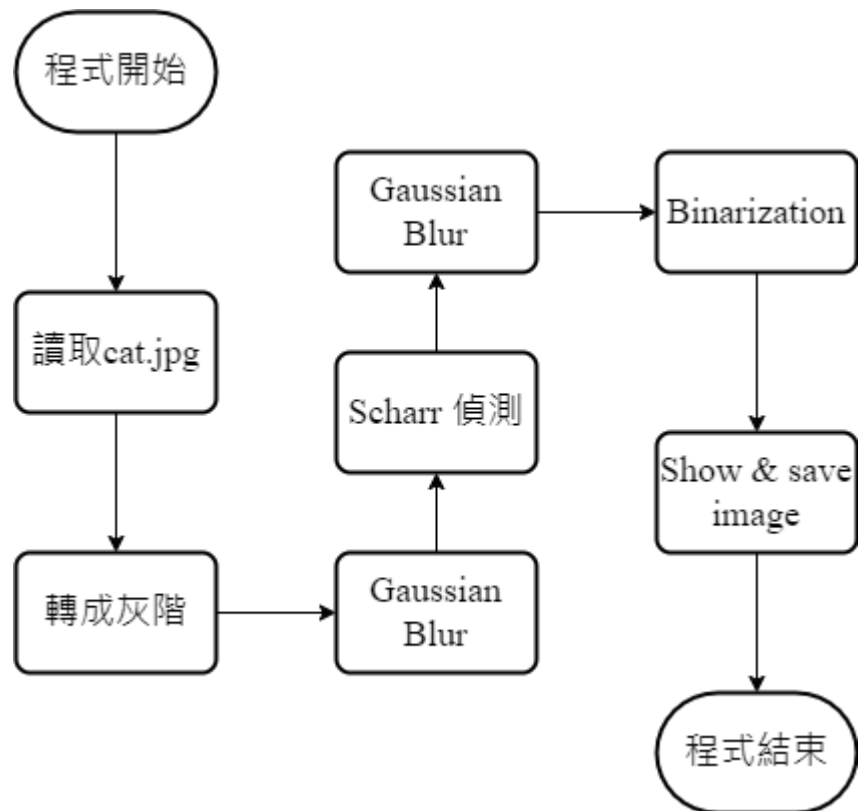 程式開始
讀取cat.jpg
轉成灰階
Gaussian
Blur
Scharr 偵測
Gaussian
Blur
Binarization
Show & save
image
程式結束